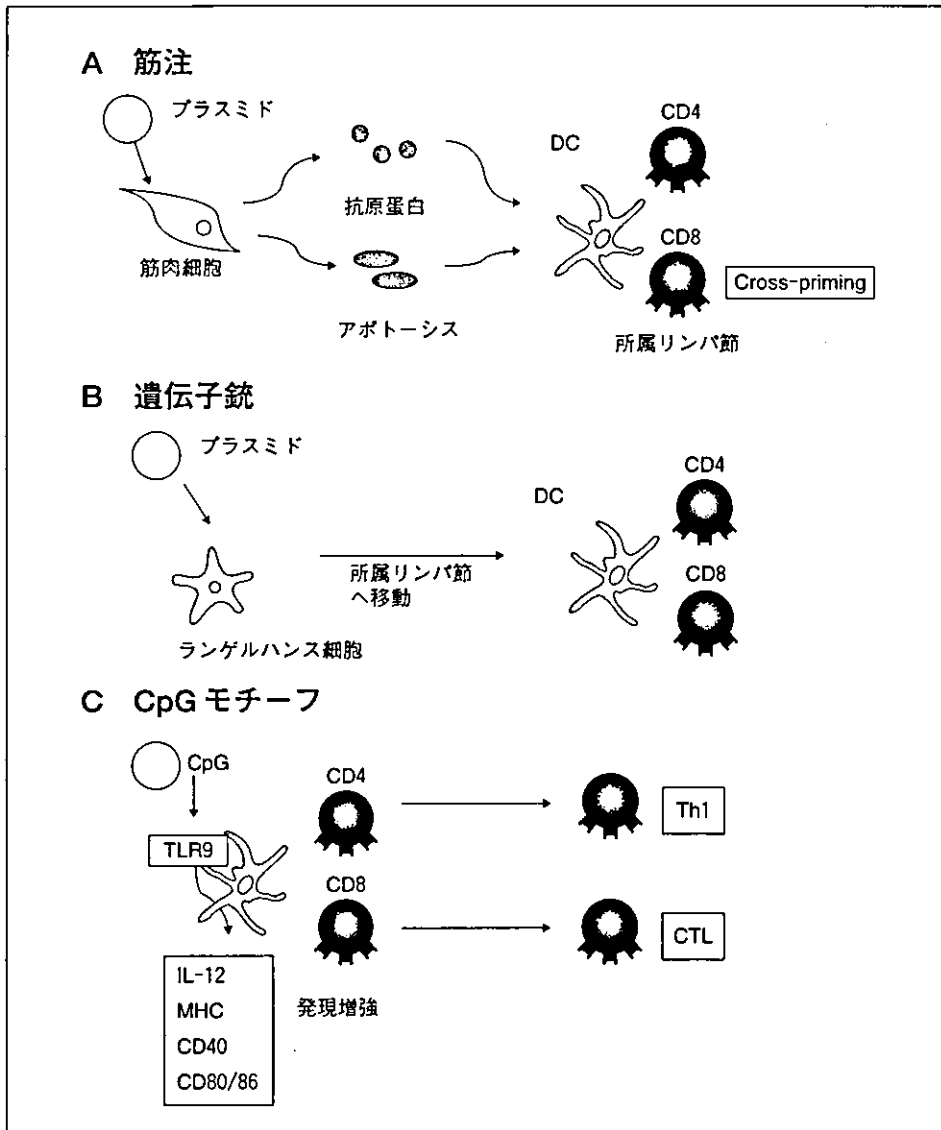 A 筋注
プラスミド
筋肉細胞
抗原蛋白
アポトーシス
DC
CD4
CD8
Cross-priming
所属リンパ節
B 遺伝子銃
プラスミド
ランゲルハンス細胞
所属リンパ節
へ移動
DC
CD4
CD8
C CpGモチーフ
CpG
TLR9
IL-12
MHC
CD40
CD80/86
CD4
CD8
発現増強
Th1
CTL